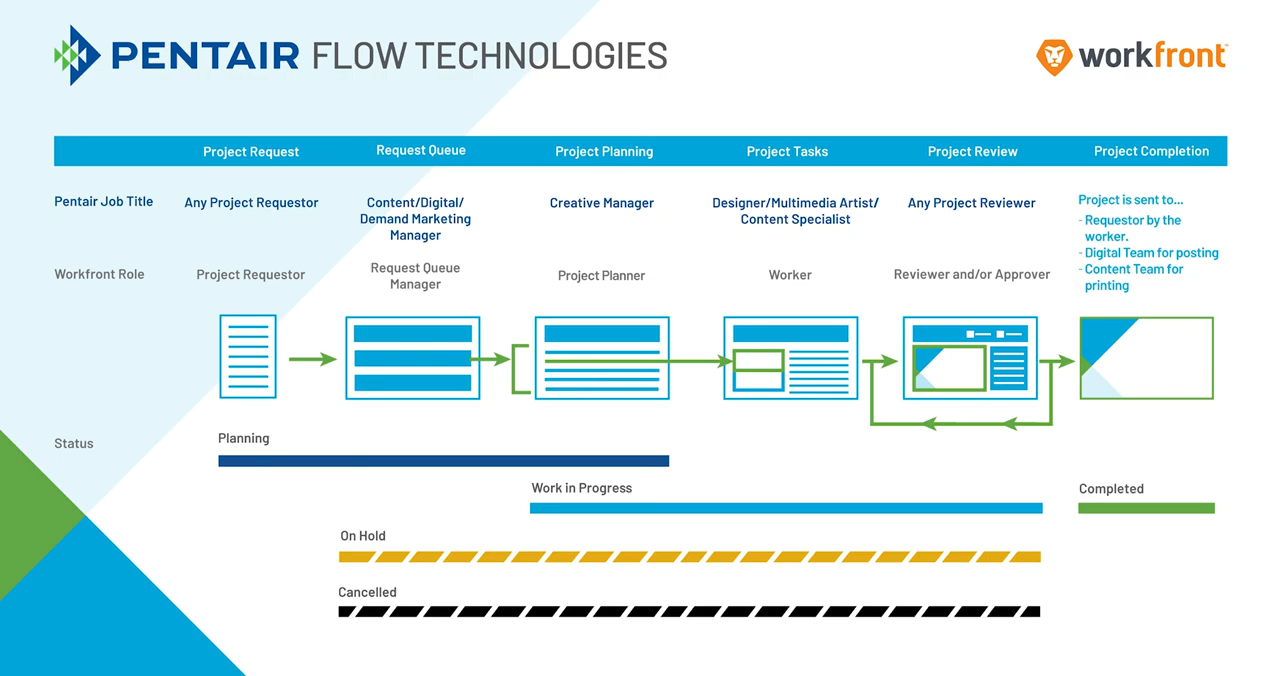 PENTAIR FLOW TECHNOLOGIES
workfront™
Project Request
Request Queue
Project Planning
Project Tasks
Project Review
Project Completion
Pentair Job Title
Any Project Requestor
Content/Digital/
Demand Marketing
Manager
Creative Manager
Designer/Multimedia Artist/
Content Specialist
Any Project Reviewer
Project is sent to...
- Requestor by the
worker.
- Digital Team for posting
- Content Team for
printing
Workfront Role
Project Requestor
Request Queue
Manager
Project Planner
Worker
Reviewer and/or Approver
Status
Planning
Work in Progress
Completed
On Hold
Cancelled